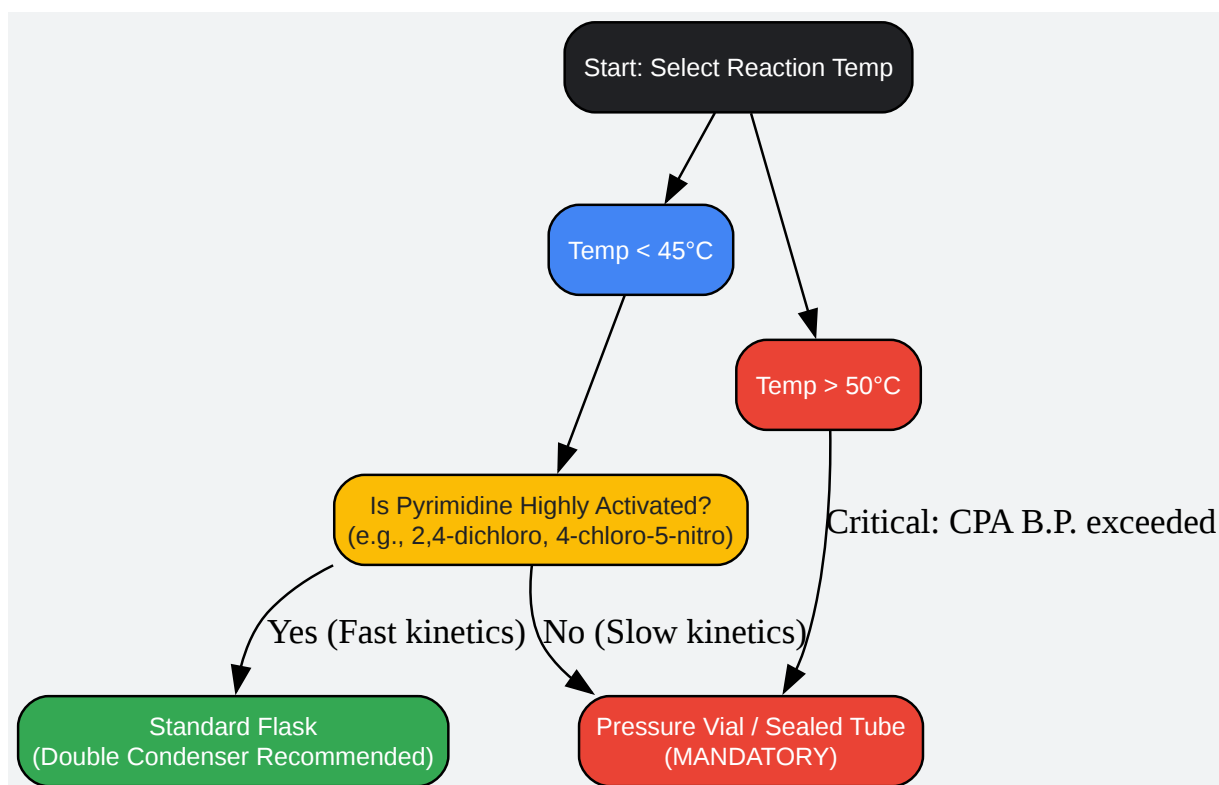 Start: Select Reaction Temp
Temp < 45°C
Temp > 50°C
Is Pyrimidine Highly Activated?
(e.g., 2,4-dichloro, 4-chloro-5-nitro)
Critical: CPA B.P. exceeded
Yes (Fast kinetics)
No (Slow kinetics)
Standard Flask
(Double Condenser Recommended)
Pressure Vial / Sealed Tube
(MANDATORY)